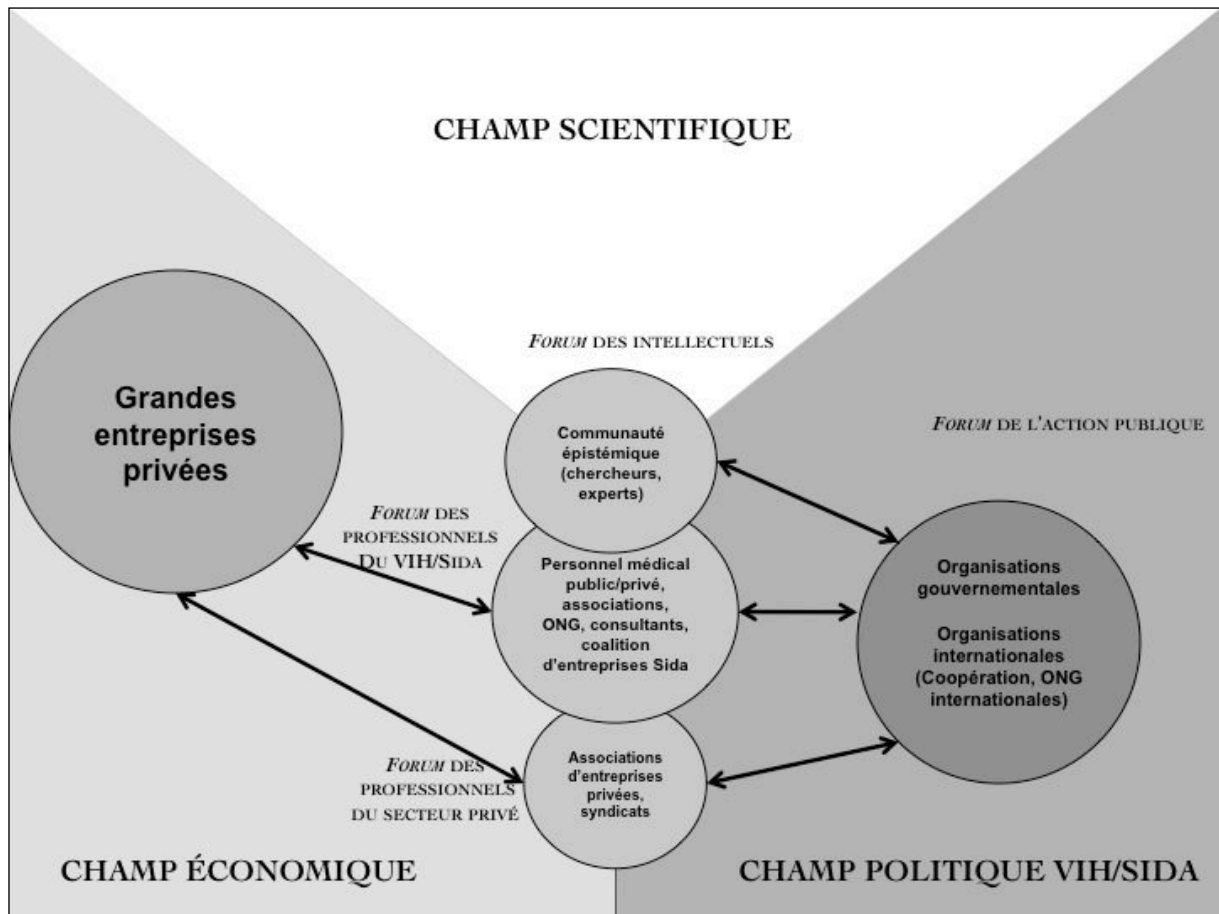 CHAMP SCIENTIFIQUE
FORUM DES INTELLECTUELS
Grandes
entreprises
privées
Communauté
épistémique
(chercheurs,
experts)
FORUM DE L'ACTION PUBLIQUE
FORUM DES
PROFESSIONNELS
DU VIH/SIDA
Personnel médical
public/privé,
associations,
ONG, consultants,
coalition
d'entreprises Sida
Organisations
gouvernementales
Organisations
internationales
(Coopération, ONG
internationales)
FORUM DES
PROFESSIONNELS
DU SECTEUR PRIVÉ
Associations
d'entreprises
privées,
syndicats
CHAMP ÉCONOMIQUE
CHAMP POLITIQUE VIH/SIDA